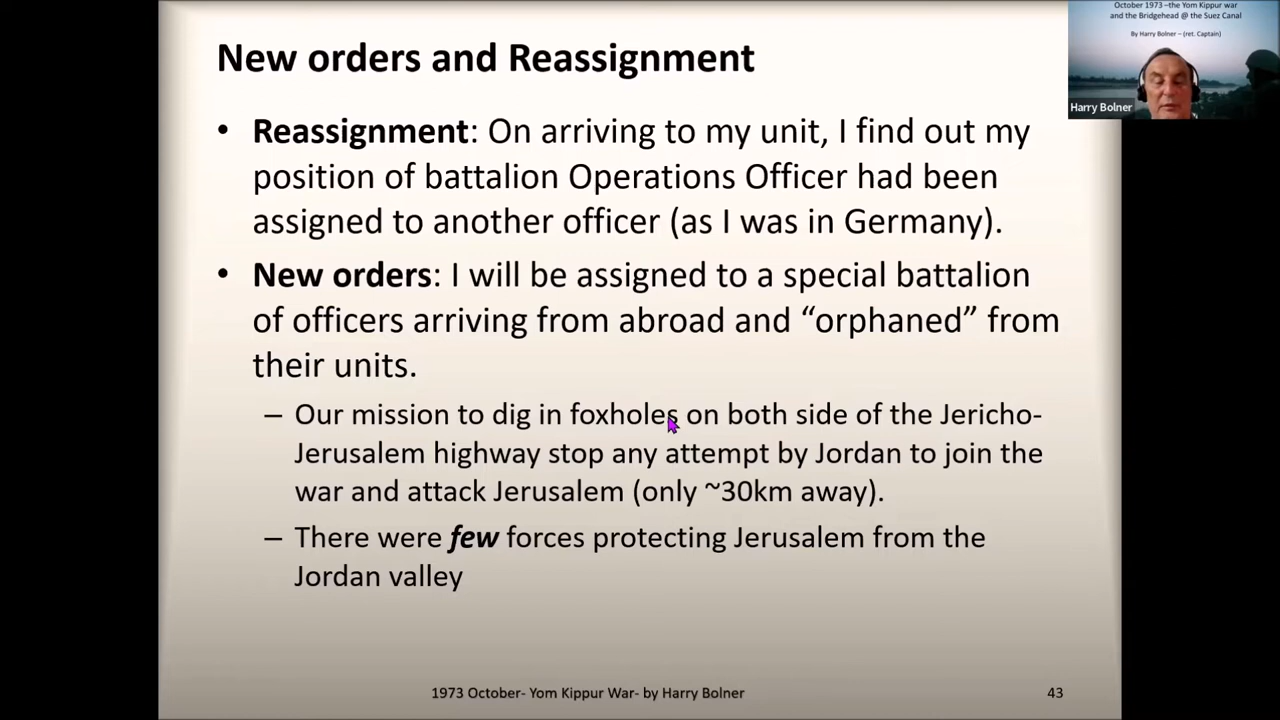 New orders and Reassignment
• Reassignment: On arriving to my unit, I find out my
position of battalion Operations Officer had been
assigned to another officer (as I was in Germany).
• New orders: I will be assigned to a special battalion
of officers arriving from abroad and “orphaned” from
their units.
– Our mission to dig in foxholes on both side of the Jericho-
Jerusalem highway stop any attempt by Jordan to join the
war and attack Jerusalem (only ~30km away).
– There were few forces protecting Jerusalem from the
Jordan valley
1973 October- Yom Kippur War- by Harry Bolner
43
October 1973 –the Yom Kippur war
and the Bridgehead @ the Suez Canal
By Harry Bolner – (ret. Captain)
Harry Bolner